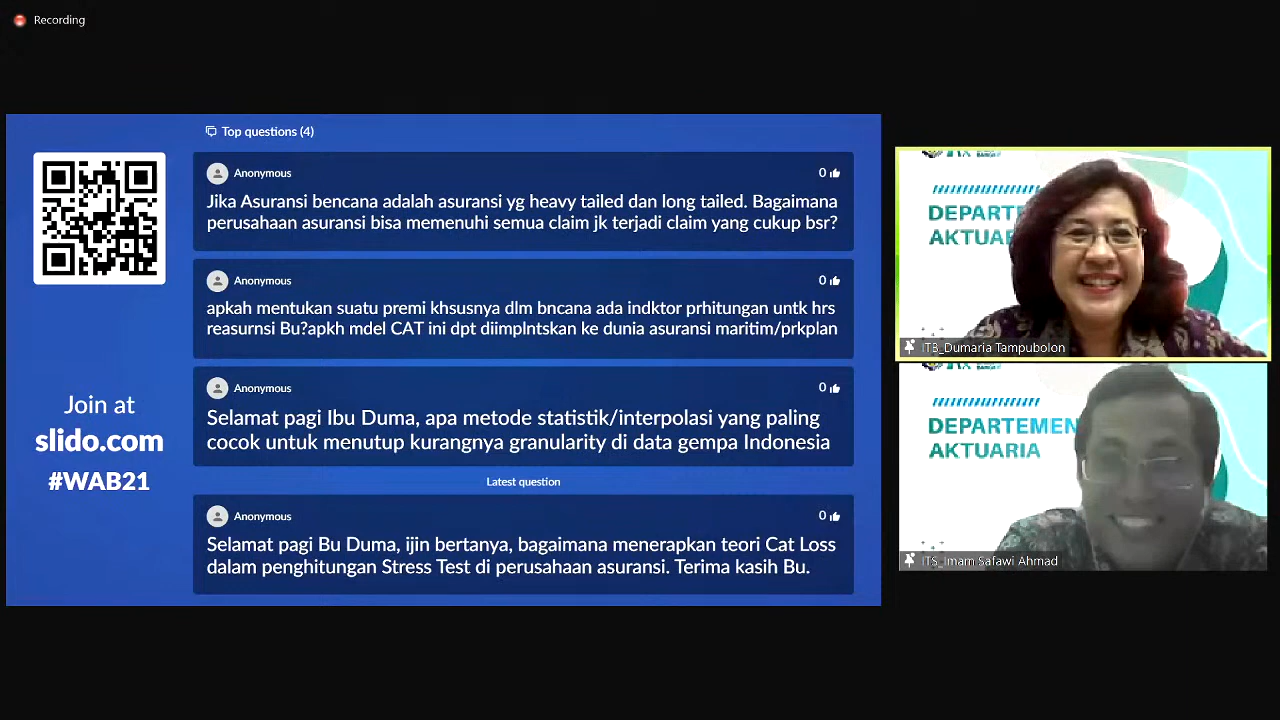 Recording
Top questions (4)
Anonymous
0
Jika Asuransi bencana adalah asuransi yg heavy tailed dan long tailed. Bagaimana
perusahaan asuransi bisa memenuhi semua claim jk terjadi claim yang cukup bsr?
Anonymous
0
apkah mentukan suatu premi khsusnya dlm bncana ada indktor prhitungan untk hrs
reasurnsi Bu?apkh mdel CAT ini dpt diimplntskan ke dunia asuransi maritim/prkplan
Anonymous
0
Selamat pagi Ibu Duma, apa metode statistik/interpolasi yang paling
cocok untuk menutup kurangnya granularity di data gempa Indonesia
Latest question
Anonymous
0
Selamat pagi Bu Duma, ijin bertanya, bagaimana menerapkan teori Cat Loss
dalam penghitungan Stress Test di perusahaan asuransi. Terima kasih Bu.
Join at
slido.com
#WAB21
DEPARTE
AKTUAR
ITB_Dumaria Tampubolon
DEPARTEMEN
AKTUARIA
ITS_Imam Safawi Ahmad